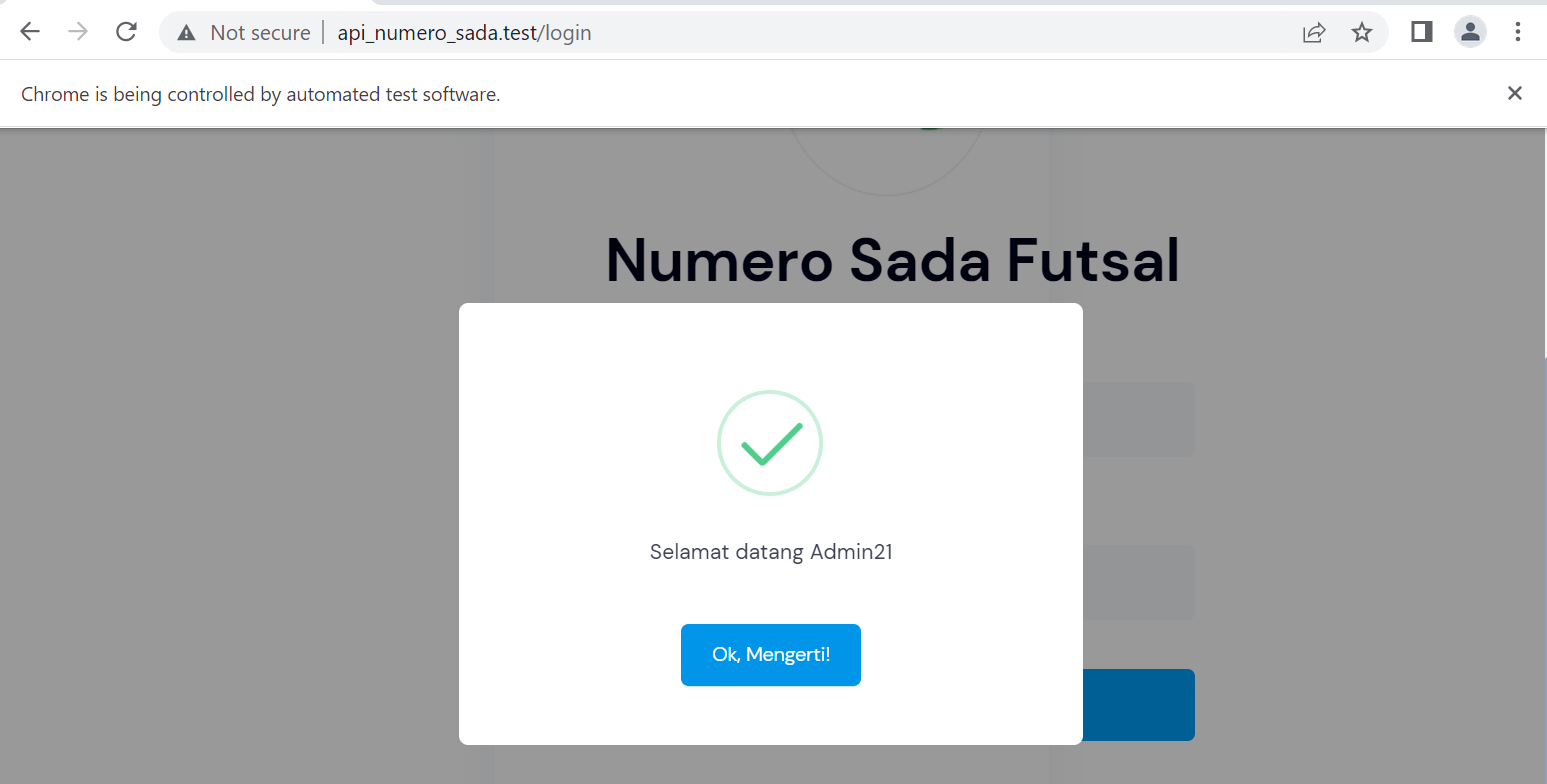 Not secure
api_numero_sada.test/login
Chrome is being controlled by automated test software.
Numero Sada Futsal
Selamat datang Admin21
Ok, Mengerti!